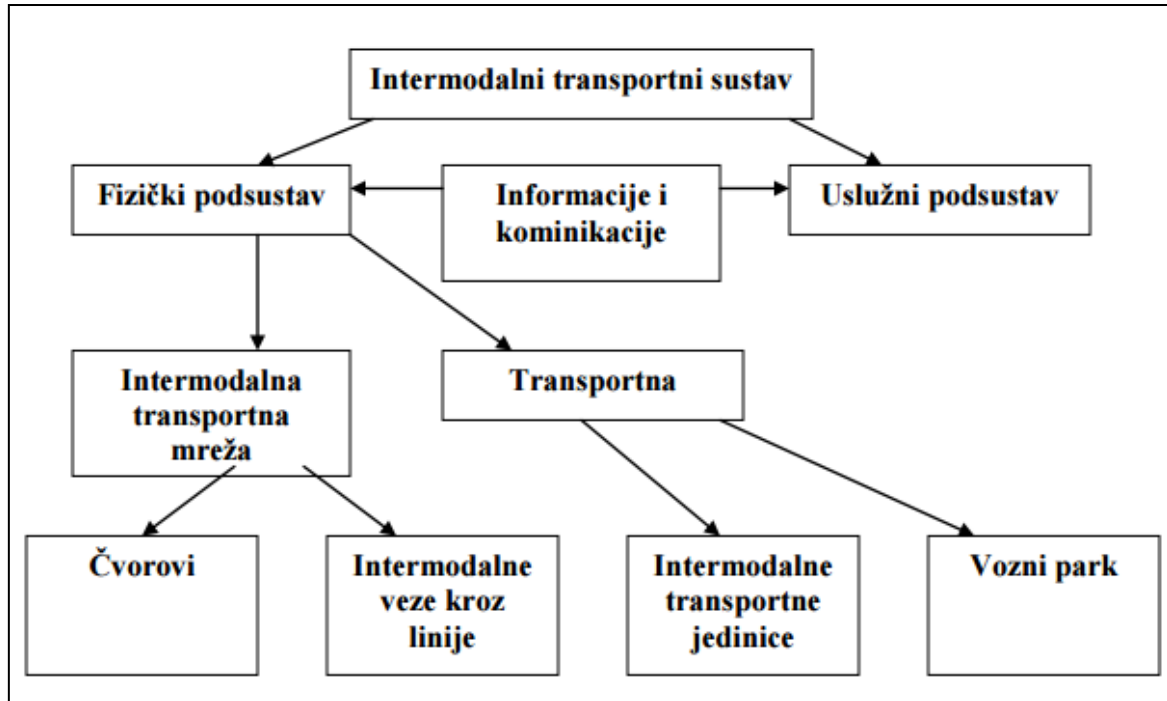 Intermodalni transportni sustav
Fizički podsustav
Informacije i
kominikacije
Uslužni podsustav
Intermodalna
transportna
mreža
Transportna
Čvorovi
Intermodalne
veze kroz
linije
Intermodalne
transportne
jedinice
Vozni park